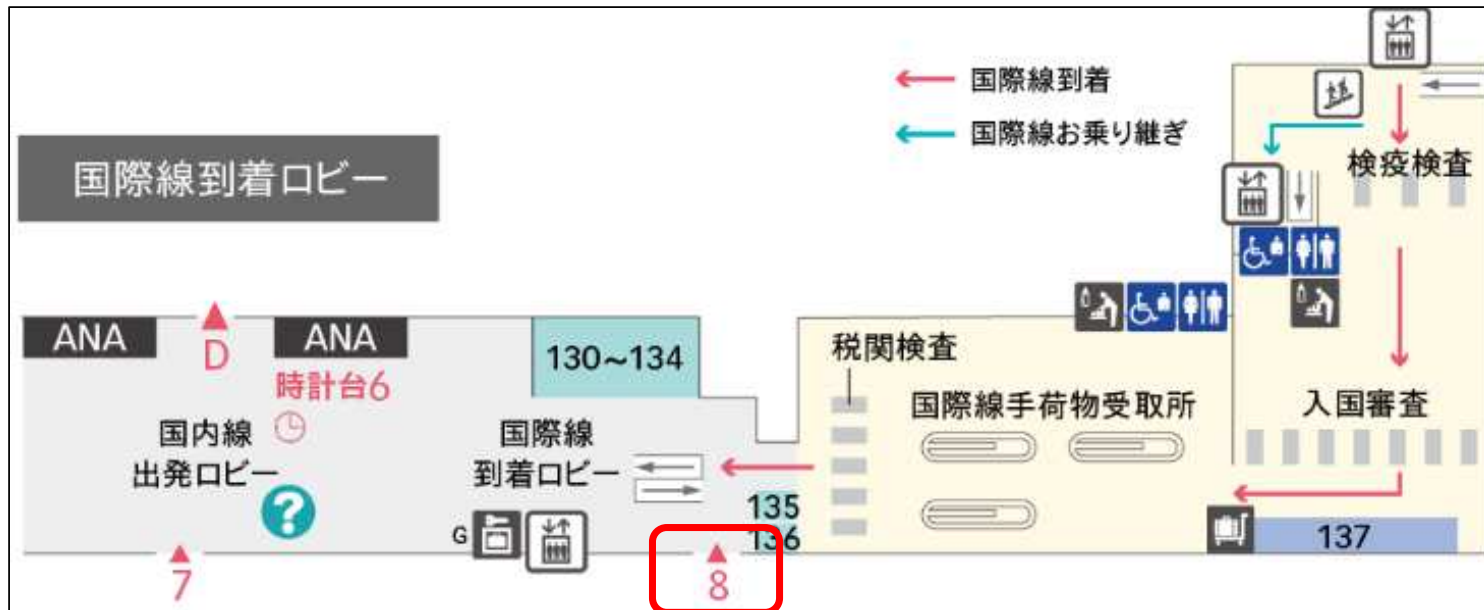 国際線到着
国際線お乗り継ぎ
国際線到着ロビー
検疫検査
ANA
D
ANA
時計台6
130~134
税関検査
国際線手荷物受取所
入国審査
国内線
出発ロビー
?
国際線
到着ロビー
G
135
136
137
7
8